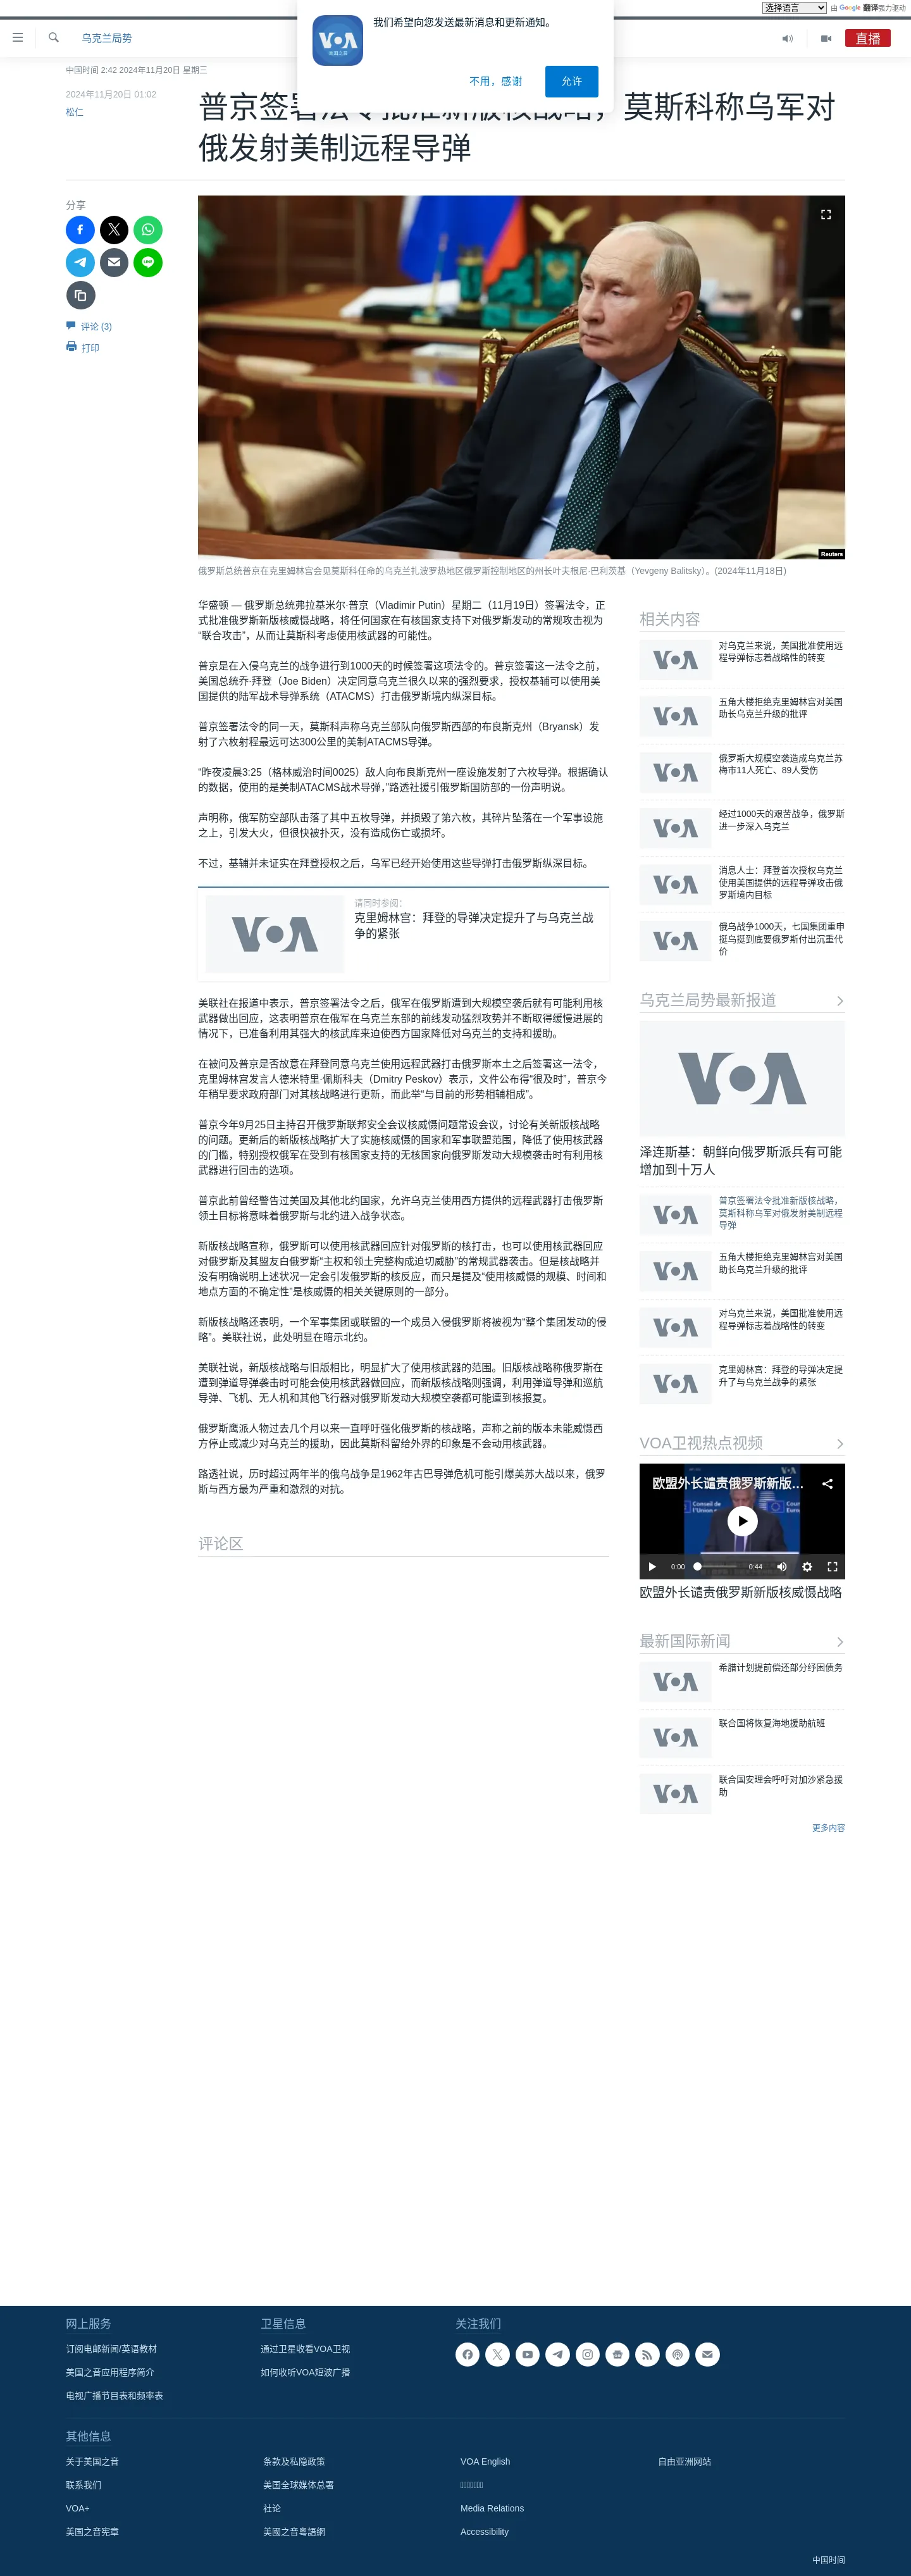 选择语言 由 Google 翻译强力驱动
我们希望向您发送最新消息和更新通知。
不用，感谢
允许
乌克兰局势
直播
中国时间 2:42 2024年11月20日 星期三
2024年11月20日 01:02
松仁
普京签署法令批准新版核战略，莫斯科称乌军对
俄发射美制远程导弹
分享
评论 (3)
打印
Reuters
俄罗斯总统普京在克里姆林宫会见莫斯科任命的乌克兰扎波罗热地区俄罗斯控制地区的州长叶夫根尼·巴利茨基（Yevgeny Balitsky）。(2024年11月18日)
华盛顿 — 俄罗斯总统弗拉基米尔·普京（Vladimir Putin）星期二（11月19日）签署法令，正
式批准俄罗斯新版核威慑战略，将任何国家在有核国家支持下对俄罗斯发动的常规攻击视为
“联合攻击”，从而让莫斯科考虑使用核武器的可能性。
普京是在入侵乌克兰的战争进行到1000天的时候签署这项法令的。普京签署这一法令之前，
美国总统乔·拜登（Joe Biden）决定同意乌克兰很久以来的强烈要求，授权基辅可以使用美
国提供的陆军战术导弹系统（ATACMS）打击俄罗斯境内纵深目标。
普京签署法令的同一天，莫斯科声称乌克兰部队向俄罗斯西部的布良斯克州（Bryansk）发
射了六枚射程最远可达300公里的美制ATACMS导弹。
“昨夜凌晨3:25（格林威治时间0025）敌人向布良斯克州一座设施发射了六枚导弹。根据确认
的数据，使用的是美制ATACMS战术导弹，”路透社援引俄罗斯国防部的一份声明说。
声明称，俄军防空部队击落了其中五枚导弹，并损毁了第六枚，其碎片坠落在一个军事设施
之上，引发大火，但很快被扑灭，没有造成伤亡或损坏。
不过，基辅并未证实在拜登授权之后，乌军已经开始使用这些导弹打击俄罗斯纵深目标。
请同时参阅：
克里姆林宫：拜登的导弹决定提升了与乌克兰战
争的紧张
美联社在报道中表示，普京签署法令之后，俄军在俄罗斯遭到大规模空袭后就有可能利用核
武器做出回应，这表明普京在俄军在乌克兰东部的前线发动猛烈攻势并不断取得缓慢进展的
情况下，已准备利用其强大的核武库来迫使西方国家降低对乌克兰的支持和援助。
在被问及普京是否故意在拜登同意乌克兰使用远程武器打击俄罗斯本土之后签署这一法令，
克里姆林宫发言人德米特里·佩斯科夫（Dmitry Peskov）表示，文件公布得“很及时”，普京今
年稍早要求政府部门对其核战略进行更新，而此举“与目前的形势相辅相成”。
普京今年9月25日主持召开俄罗斯联邦安全会议核威慑问题常设会议，讨论有关新版核战略
的问题。更新后的新版核战略扩大了实施核威慑的国家和军事联盟范围，降低了使用核武器
的门槛，特别授权俄军在受到有核国家支持的无核国家向俄罗斯发动大规模袭击时有利用核
武器进行回击的选项。
普京此前曾经警告过美国及其他北约国家，允许乌克兰使用西方提供的远程武器打击俄罗斯
领土目标将意味着俄罗斯与北约进入战争状态。
新版核战略宣称，俄罗斯可以使用核武器回应针对俄罗斯的核打击，也可以使用核武器回应
对俄罗斯及其盟友白俄罗斯“主权和领土完整构成迫切威胁”的常规武器袭击。但是核战略并
没有明确说明上述状况一定会引发俄罗斯的核反应，而只是提及“使用核威慑的规模、时间和
地点方面的不确定性”是核威慑的相关关键原则的一部分。
新版核战略还表明，一个军事集团或联盟的一个成员入侵俄罗斯将被视为“整个集团发动的侵
略”。美联社说，此处明显在暗示北约。
美联社说，新版核战略与旧版相比，明显扩大了使用核武器的范围。旧版核战略称俄罗斯在
遭到弹道导弹袭击时可能会使用核武器做回应，而新版核战略则强调，利用弹道导弹和巡航
导弹、飞机、无人机和其他飞行器对俄罗斯发动大规模空袭都可能遭到核报复。
俄罗斯鹰派人物过去几个月以来一直呼吁强化俄罗斯的核战略，声称之前的版本未能威慑西
方停止或减少对乌克兰的援助，因此莫斯科留给外界的印象是不会动用核武器。
路透社说，历时超过两年半的俄乌战争是1962年古巴导弹危机可能引爆美苏大战以来，俄罗
斯与西方最为严重和激烈的对抗。
评论区
相关内容
对乌克兰来说，美国批准使用远
程导弹标志着战略性的转变
五角大楼拒绝克里姆林宫对美国
助长乌克兰升级的批评
俄罗斯大规模空袭造成乌克兰苏
梅市11人死亡、89人受伤
经过1000天的艰苦战争，俄罗斯
进一步深入乌克兰
消息人士：拜登首次授权乌克兰
使用美国提供的远程导弹攻击俄
罗斯境内目标
俄乌战争1000天，七国集团重申
挺乌挺到底要俄罗斯付出沉重代
价
乌克兰局势最新报道
泽连斯基：朝鲜向俄罗斯派兵有可能
增加到十万人
普京签署法令批准新版核战略，
莫斯科称乌军对俄发射美制远程
导弹
五角大楼拒绝克里姆林宫对美国
助长乌克兰升级的批评
对乌克兰来说，美国批准使用远
程导弹标志着战略性的转变
克里姆林宫：拜登的导弹决定提
升了与乌克兰战争的紧张
VOA卫视热点视频
欧盟外长谴责俄罗斯新版...
0:00 0:44
欧盟外长谴责俄罗斯新版核威慑战略
最新国际新闻
希腊计划提前偿还部分纾困债务
联合国将恢复海地援助航班
联合国安理会呼吁对加沙紧急援
助
更多内容
网上服务
订阅电邮新闻/英语教材
美国之音应用程序简介
电视广播节目表和频率表
卫星信息
通过卫星收看VOA卫视
如何收听VOA短波广播
关注我们
其他信息
关于美国之音
联系我们
VOA+
美国之音宪章
条款及私隐政策
美国全球媒体总署
社论
美國之音粵語網
VOA English
Media Relations
Accessibility
自由亚洲网站
中国时间